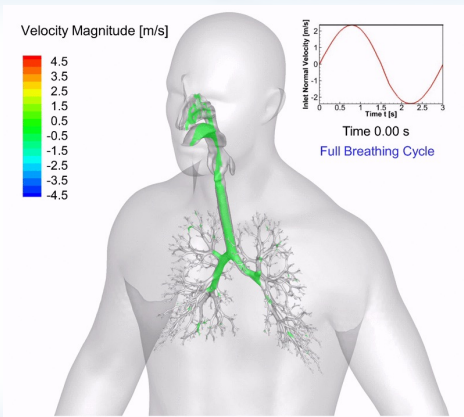 Velocity Magnitude [m/s]
4.5
3.5
2.5
1.5
0.5
-0.5
-1.5
-2.5
-3.5
-4.5
Inlet Normal Velocity [m/s]
2
1
0
-1
-2
0 0.5 1 1.5 2 2.5 3
Time t [s]
Time 0.00 s
Full Breathing Cycle